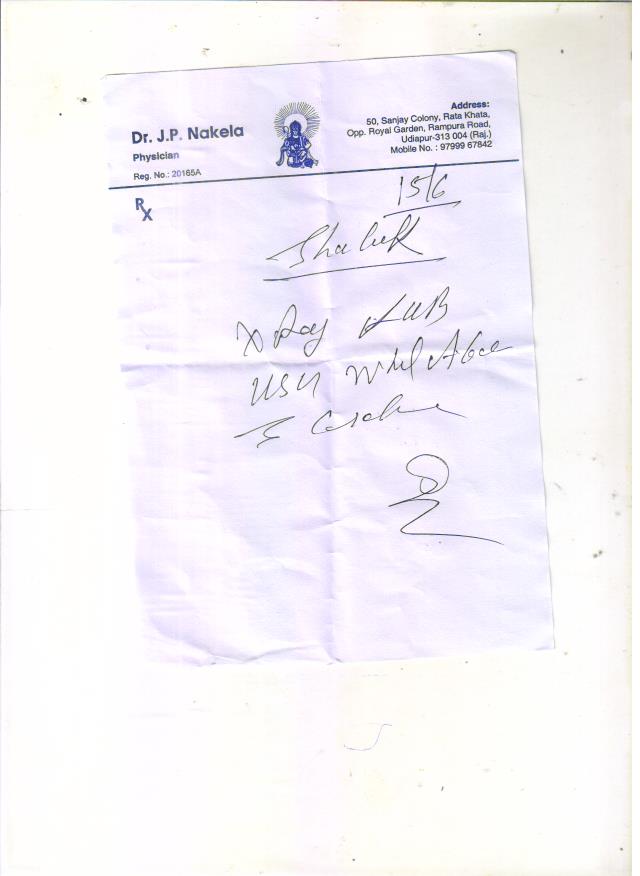 Dr. J.P. Nakela
Physician
Reg. No.: 20165A
Address:
50, Sanjay Colony, Rata Khata,
Opp. Royal Garden, Rampura Road,
Udiapur-313 004 (Raj.)
Mobile No. : 97999 67842
Rx
15/6
X Ray KUB
USG Whole Abd